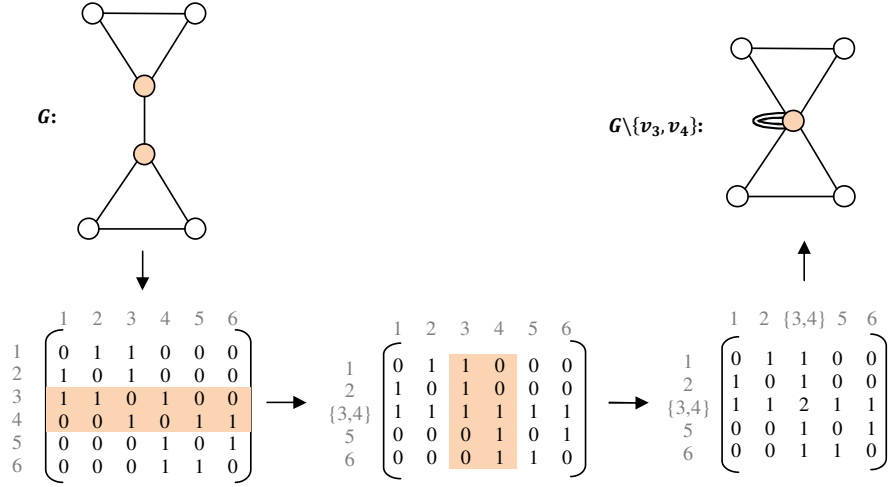 G:
G\{v₃, v₄}:
1 2 3 4 5 6
1 0 1 1 0 0 0
2 1 0 1 0 0 0
3 1 1 0 1 0 0
4 0 0 1 0 1 1
5 0 0 0 1 0 1
6 0 0 0 1 1 0
1 2 3 4 5 6
1 0 1 1 0 0 0
2 1 0 1 0 0 0
{3,4} 1 1 1 1 1 1
5 0 0 0 1 0 1
6 0 0 0 1 1 0
1 2 {3,4} 5 6
1 0 1 1 0 0
2 1 0 1 0 0
{3,4} 1 1 2 1 1
5 0 0 1 0 1
6 0 0 1 1 0